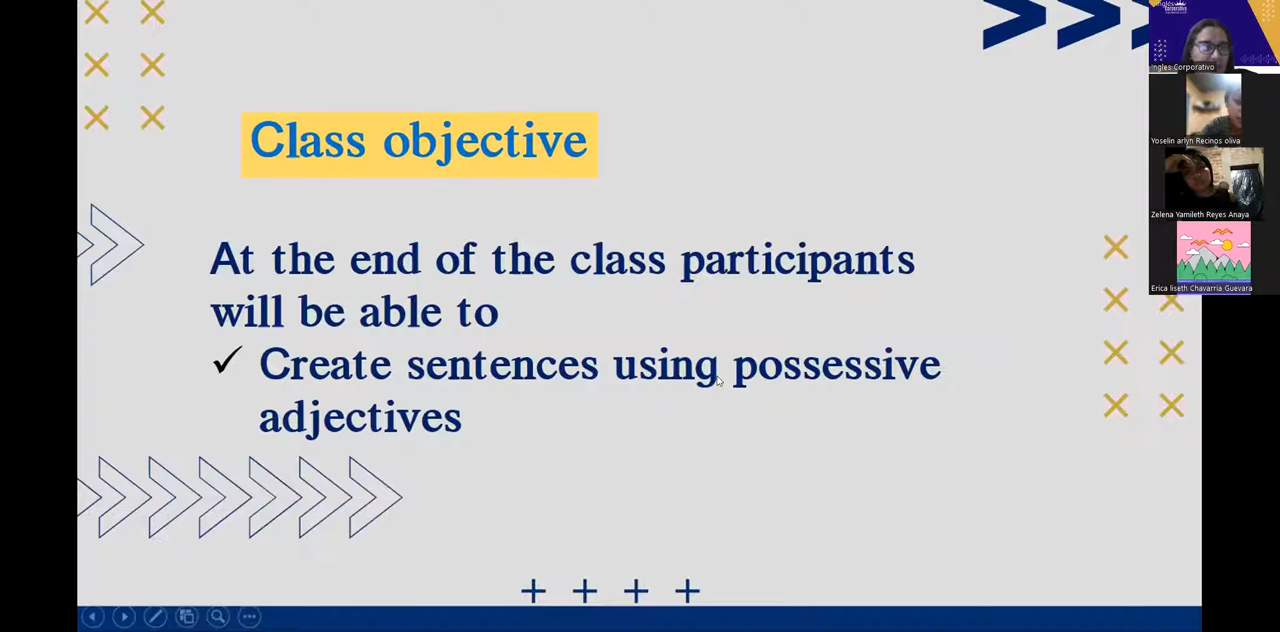 Class objective
At the end of the class participants
will be able to
✓ Create sentences using possessive
adjectives
Ingles Corporativo
Yoselin arlyn Recinos oliva
Zelena Yamileth Reyes Anaya
Erica liseth Chavarria Guevara